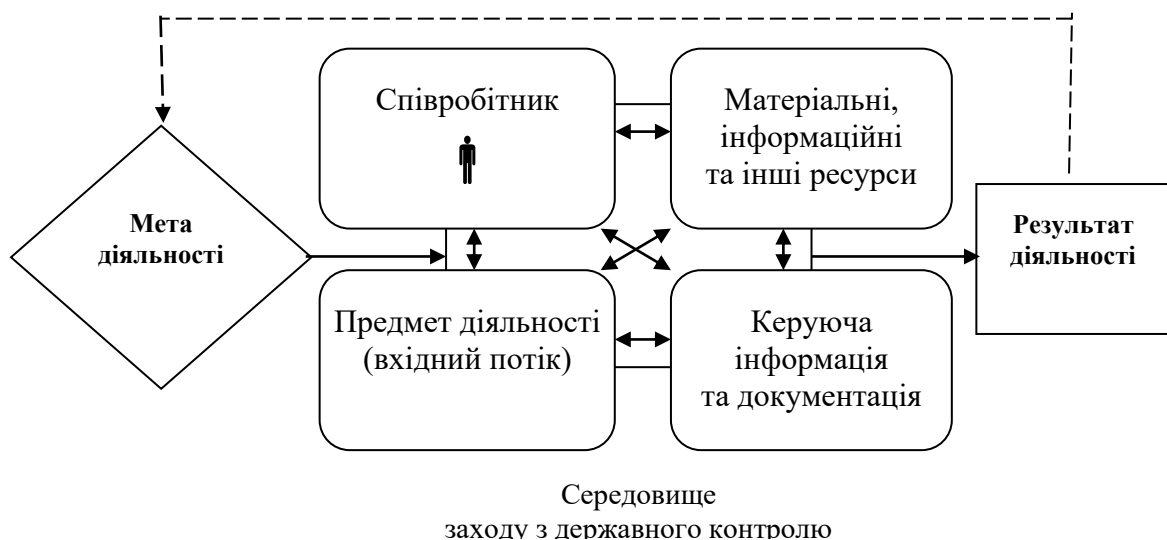 Співробітник
Матеріальні,
інформаційні
та інші ресурси
Мета
діяльності
Результат
діяльності
Предмет діяльності
(вхідний потік)
Керуюча
інформація
та документація
Середовище
заходу з державного контролю